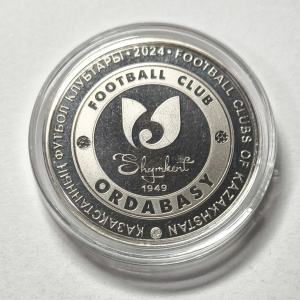 ҚАЗАҚСТАННЫҢ ФУТБОЛ КЛУБТАРЫ • 2024 • FOOTBALL CLUBS OF KAZAKHSTAN •
FOOTBALL CLUB
Shymkent
1949
ORDABASY